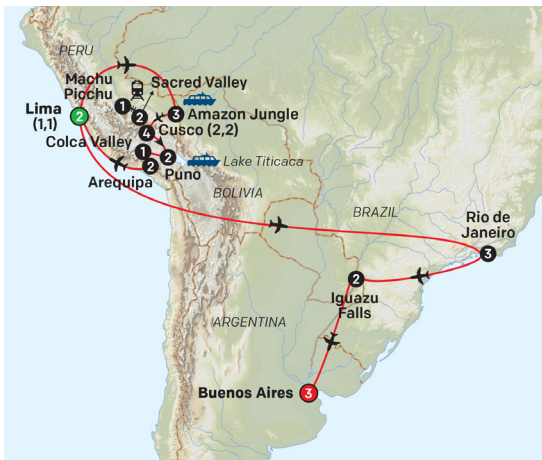 PERU
Machu
Picchu
Sacred Valley
1
2
Lima
(1,1)
2
3
Amazon Jungle
4
Cusco (2,2)
Colca Valley
1
2
Lake Titicaca
Arequipa
2
Puno
BOLIVIA
BRAZIL
Rio de
Janeiro
3
2
Iguazu
Falls
ARGENTINA
Buenos Aires
3